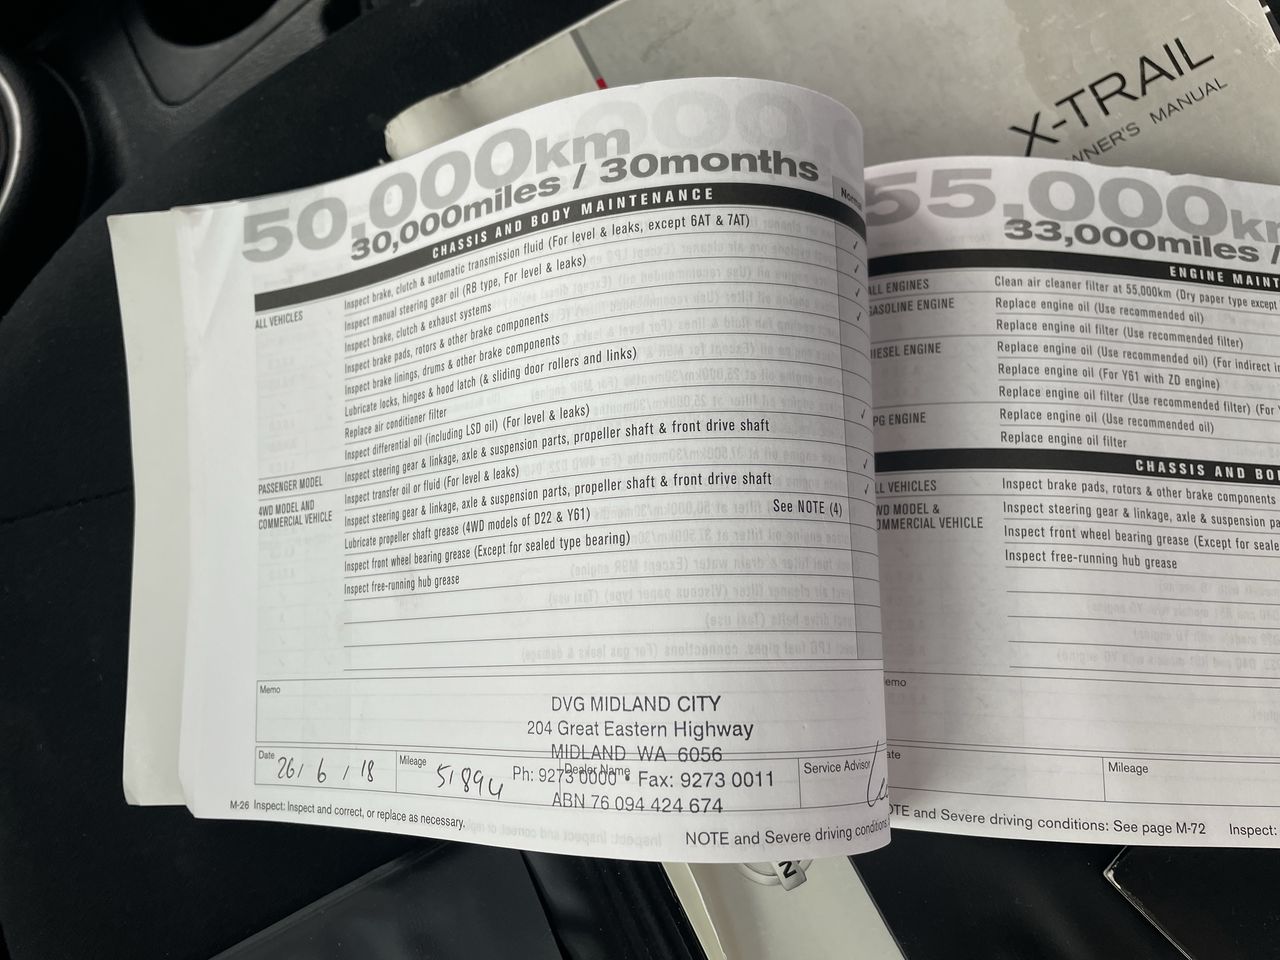 X-TRAIL
WNER'S MANUAL
50,000km
30,000miles / 30months
CHASSIS AND BODY MAINTENANCE
ALL VEHICLES
Inspect brake, clutch & automatic transmission fluid (For level & leaks, except 6AT & 7AT)
Inspect manual steering gear oil (RB type, For level & leaks)
Inspect brake, clutch & exhaust systems
Inspect brake pads, rotors & other brake components
Inspect brake linings, drums & other brake components
Lubricate locks, hinges & hood latch (& sliding door rollers and links)
Replace air conditioner filter
Inspect differential oil (including LSD oil) (For level & leaks)
PASSENGER MODEL
Inspect steering gear & linkage, axle & suspension parts, propeller shaft & front drive shaft
4WD MODEL AND
COMMERCIAL VEHICLE
Inspect transfer oil or fluid (For level & leaks)
Inspect steering gear & linkage, axle & suspension parts, propeller shaft & front drive shaft
Lubricate propeller shaft grease (4WD models of D22 & Y61) See NOTE (4)
Inspect front wheel bearing grease (Except for sealed type bearing)
Inspect free-running hub grease
Memo
DVG MIDLAND CITY
204 Great Eastern Highway
MIDLAND WA 6056
Ph: 9273 0000 • Fax: 9273 0011
ABN 76 094 424 674
Date 26/ 6 / 18
Mileage 51894
Dealer Name
Service Advisor
M-26 Inspect: Inspect and correct, or replace as necessary.
NOTE and Severe driving conditions
55,000km
33,000miles /
ENGINE MAINT
ALL ENGINES
Clean air cleaner filter at 55,000km (Dry paper type except
GASOLINE ENGINE
Replace engine oil (Use recommended oil)
Replace engine oil filter (Use recommended filter)
DIESEL ENGINE
Replace engine oil (Use recommended oil) (For indirect in
Replace engine oil (For Y61 with ZD engine)
Replace engine oil filter (Use recommended filter) (For
PG ENGINE
Replace engine oil (Use recommended oil)
Replace engine oil filter
CHASSIS AND BO
LL VEHICLES
Inspect brake pads, rotors & other brake components
WD MODEL &
OMMERCIAL VEHICLE
Inspect steering gear & linkage, axle & suspension pa
Inspect front wheel bearing grease (Except for seale
Inspect free-running hub grease
emo
ate
Mileage
OTE and Severe driving conditions: See page M-72 Inspect: